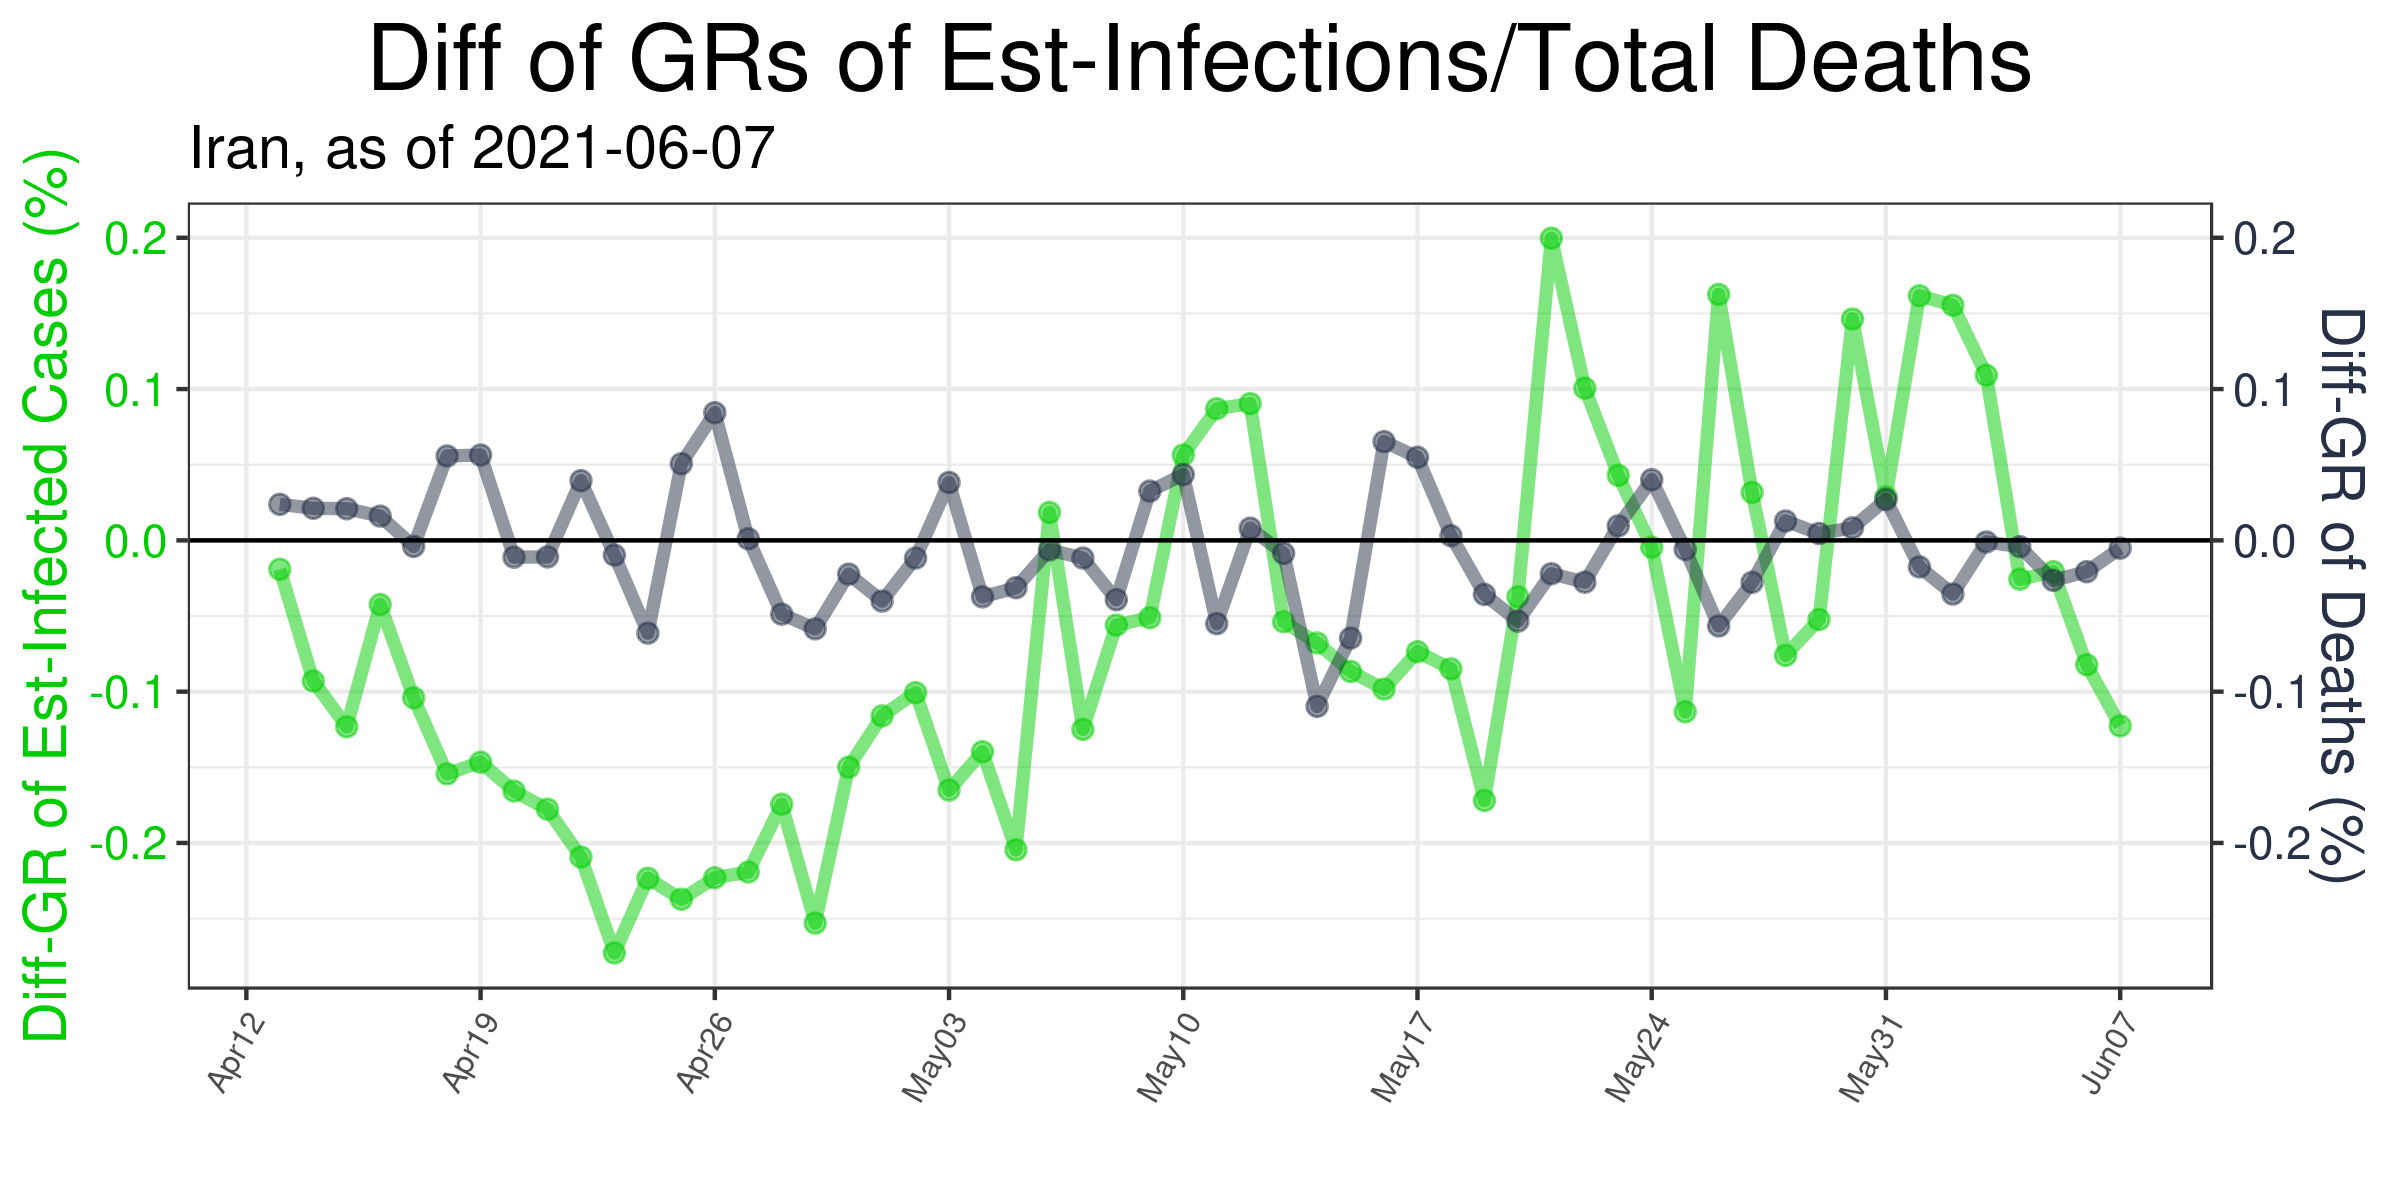 Diff of GRs of Est-Infections/Total Deaths
Iran, as of 2021-06-07
Diff-GR of Est-Infected Cases (%)
0.2
0.1
0.0
-0.1
-0.2
0.2
0.1
0.0
-0.1
-0.2
Diff-GR of Deaths (%)
Apr12
Apr19
Apr26
May03
May10
May17
May24
May31
Jun07